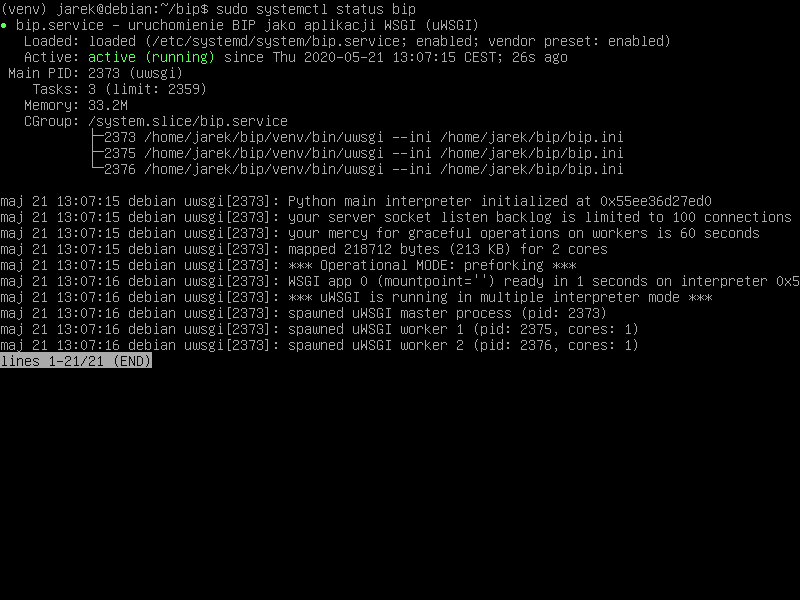 (venv) jarek@debian:~/bip$ sudo systemctl status bip
● bip.service - uruchomienie BIP jako aplikacji WSGI (uWSGI)
   Loaded: loaded (/etc/systemd/system/bip.service; enabled; vendor preset: enabled)
   Active: active (running) since Thu 2020-05-21 13:07:15 CEST; 26s ago
 Main PID: 2373 (uwsgi)
    Tasks: 3 (limit: 2359)
   Memory: 33.2M
   CGroup: /system.slice/bip.service
           ├─2373 /home/jarek/bip/venv/bin/uwsgi --ini /home/jarek/bip/bip.ini
           ├─2375 /home/jarek/bip/venv/bin/uwsgi --ini /home/jarek/bip/bip.ini
           └─2376 /home/jarek/bip/venv/bin/uwsgi --ini /home/jarek/bip/bip.ini

maj 21 13:07:15 debian uwsgi[2373]: Python main interpreter initialized at 0x55ee36d27ed0
maj 21 13:07:15 debian uwsgi[2373]: your server socket listen backlog is limited to 100 connections
maj 21 13:07:15 debian uwsgi[2373]: your mercy for graceful operations on workers is 60 seconds
maj 21 13:07:15 debian uwsgi[2373]: mapped 218712 bytes (213 KB) for 2 cores
maj 21 13:07:15 debian uwsgi[2373]: *** Operational MODE: preforking ***
maj 21 13:07:16 debian uwsgi[2373]: WSGI app 0 (mountpoint='') ready in 1 seconds on interpreter 0x5
maj 21 13:07:16 debian uwsgi[2373]: *** uWSGI is running in multiple interpreter mode ***
maj 21 13:07:16 debian uwsgi[2373]: spawned uWSGI master process (pid: 2373)
maj 21 13:07:16 debian uwsgi[2373]: spawned uWSGI worker 1 (pid: 2375, cores: 1)
maj 21 13:07:16 debian uwsgi[2373]: spawned uWSGI worker 2 (pid: 2376, cores: 1)
lines 1-21/21 (END)